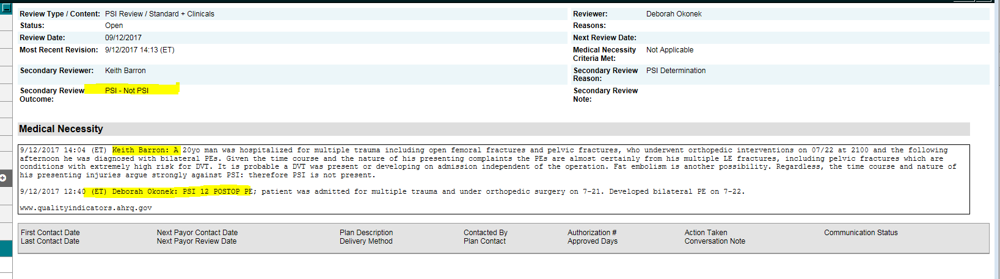 Review Type / Content: PSI Review / Standard + Clinicals Reviewer: Deborah Okonek
Status: Open Reasons:
Review Date: 09/12/2017 Next Review Date:
Most Recent Revision: 9/12/2017 14:13 (ET) Medical Necessity Criteria Met: Not Applicable
Secondary Reviewer: Keith Barron Secondary Review Reason: PSI Determination
Secondary Review Outcome: PSI - Not PSI Secondary Review Note:
Medical Necessity
9/12/2017 14:04 (ET) Keith Barron: A 20yo man was hospitalized for multiple trauma including open femoral fractures and pelvic fractures, who underwent orthopedic interventions on 07/22 at 2100 and the following
afternoon he was diagnosed with bilateral PEs. Given the time course and the nature of his presenting complaints the PEs are almost certainly from his multiple LE fractures, including pelvic fractures which are
conditions with extremely high risk for DVT. It is probable a DVT was present or developing on admission independent of the operation. Fat embolism is another possibility. Regardless, the time course and nature of
his presenting injuries argue strongly against PSI: therefore PSI is not present.
9/12/2017 12:40 (ET) Deborah Okonek: PSI 12 POSTOP PE; patient was admitted for multiple trauma and under orthopedic surgery on 7-21. Developed bilateral PE on 7-22.
www.qualityindicators.ahrq.gov
First Contact Date Next Payor Contact Date Plan Description Contacted By Authorization # Action Taken Communication Status
Last Contact Date Next Payor Review Date Delivery Method Plan Contact Approved Days Conversation Note